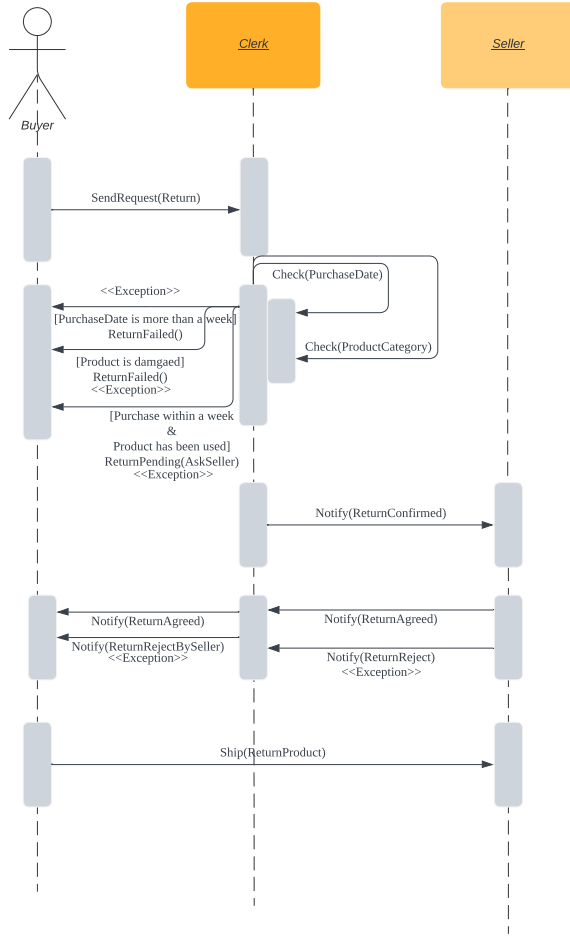 Clerk
Seller
Buyer
SendRequest(Return)
Check(PurchaseDate)
<<Exception>>
[PurchaseDate is more than a week]
ReturnFailed()
Check(ProductCategory)
[Product is damgaed]
ReturnFailed()
<<Exception>>
[Purchase within a week
&
Product has been used]
ReturnPending(AskSeller)
<<Exception>>
Notify(ReturnConfirmed)
Notify(ReturnAgreed)
Notify(ReturnAgreed)
Notify(ReturnRejectBySeller)
<<Exception>>
Notify(ReturnReject)
<<Exception>>
Ship(ReturnProduct)